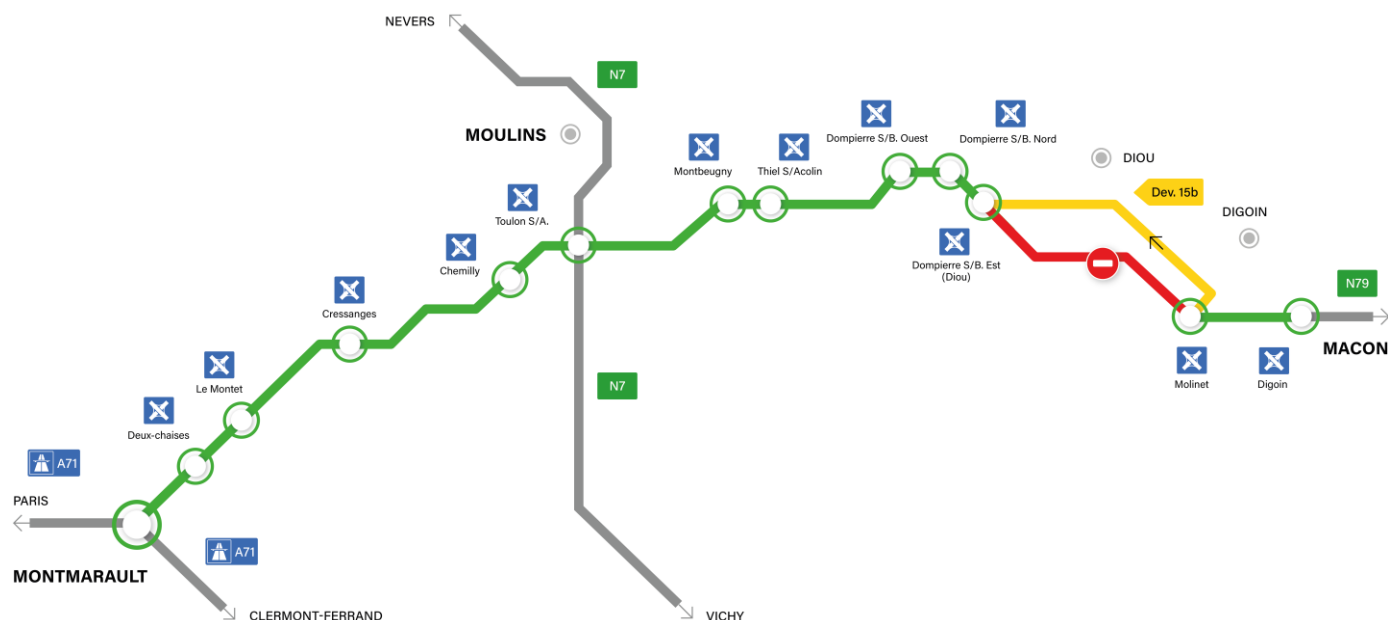 NEVERS
N7
MOULINS
Dompierre S/B. Ouest
Dompierre S/B. Nord
DIOU
Montbeugny
Thiel S/Acolin
Dev. 15b
DIGOIN
Toulon S/A.
Chemilly
Dompierre S/B. Est
(Diou)
N79
Cressanges
MACON
Molinet
Digoin
Le Montet
N7
Deux-chaises
A71
PARIS
A71
MONTMARAULT
CLERMONT-FERRAND
VICHY